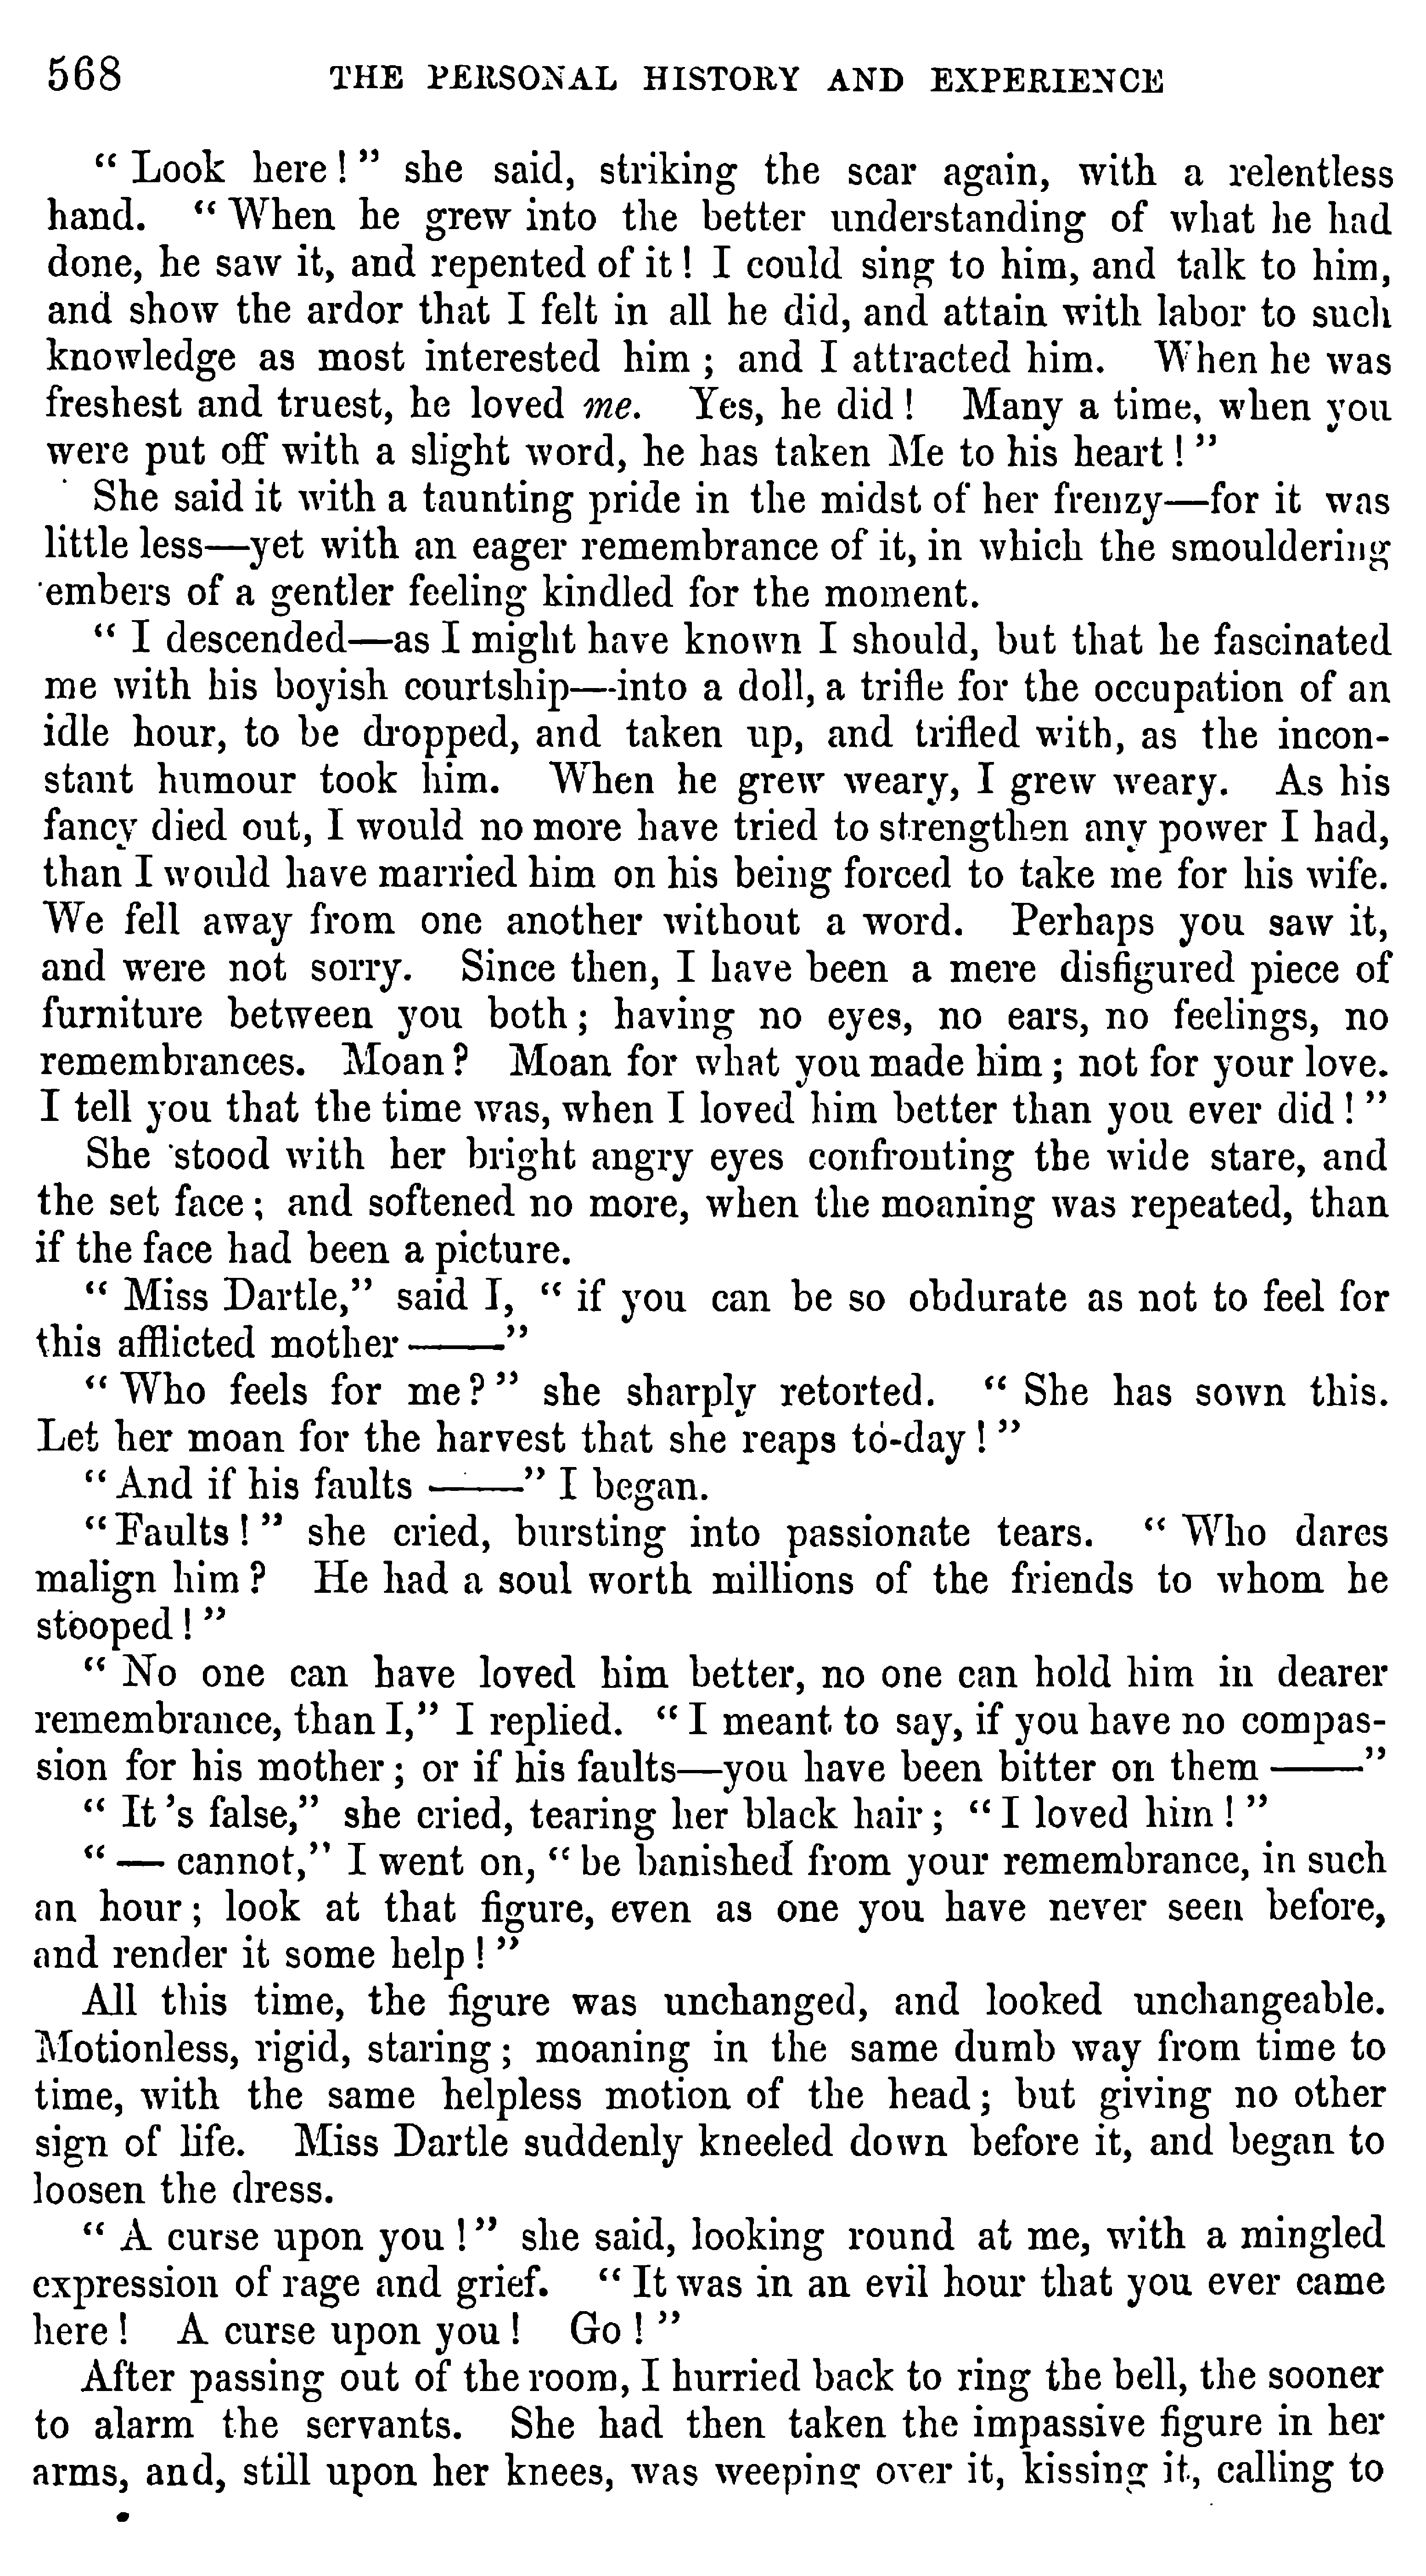 568 THE PERSONAL HISTORY AND EXPERIENCE
“ Look here ! ” she said, striking the scar again, with a relentless
hand. “ When he grew into the better understanding of what he had
done, he saw it, and repented of it ! I could sing to him, and talk to him,
and show the ardor that I felt in all he did, and attain with labor to such
knowledge as most interested him ; and I attracted him. When he was
freshest and truest, he loved me. Yes, he did ! Many a time, when you
were put off with a slight word, he has taken Me to his heart ! ”
She said it with a taunting pride in the midst of her frenzy—for it was
little less—yet with an eager remembrance of it, in which the smouldering
embers of a gentler feeling kindled for the moment.
“ I descended—as I might have known I should, but that he fascinated
me with his boyish courtship—into a doll, a trifle for the occupation of an
idle hour, to be dropped, and taken up, and trifled with, as the incon-
stant humour took him. When he grew weary, I grew weary. As his
fancy died out, I would no more have tried to strengthen any power I had,
than I would have married him on his being forced to take me for his wife.
We fell away from one another without a word. Perhaps you saw it,
and were not sorry. Since then, I have been a mere disfigured piece of
furniture between you both ; having no eyes, no ears, no feelings, no
remembrances. Moan ? Moan for what you made him ; not for your love.
I tell you that the time was, when I loved him better than you ever did ! ”
She stood with her bright angry eyes confronting the wide stare, and
the set face ; and softened no more, when the moaning was repeated, than
if the face had been a picture.
“ Miss Dartle,” said I, “ if you can be so obdurate as not to feel for
this afflicted mother ——”
“ Who feels for me ? ” she sharply retorted. “ She has sown this.
Let her moan for the harvest that she reaps to-day ! ”
“ And if his faults ——” I began.
“ Faults ! ” she cried, bursting into passionate tears. “ Who dares
malign him ? He had a soul worth millions of the friends to whom he
stooped ! ”
“ No one can have loved him better, no one can hold him in dearer
remembrance, than I,” I replied. “ I meant to say, if you have no compas-
sion for his mother ; or if his faults—you have been bitter on them ——”
“ It ’s false,” she cried, tearing her black hair ; “ I loved him ! ”
“ — cannot,” I went on, “ be banished from your remembrance, in such
an hour ; look at that figure, even as one you have never seen before,
and render it some help ! ”
All this time, the figure was unchanged, and looked unchangeable.
Motionless, rigid, staring ; moaning in the same dumb way from time to
time, with the same helpless motion of the head ; but giving no other
sign of life. Miss Dartle suddenly kneeled down before it, and began to
loosen the dress.
“ A curse upon you ! ” she said, looking round at me, with a mingled
expression of rage and grief. “ It was in an evil hour that you ever came
here ! A curse upon you ! Go ! ”
After passing out of the room, I hurried back to ring the bell, the sooner
to alarm the servants. She had then taken the impassive figure in her
arms, and, still upon her knees, was weeping over it, kissing it, calling to